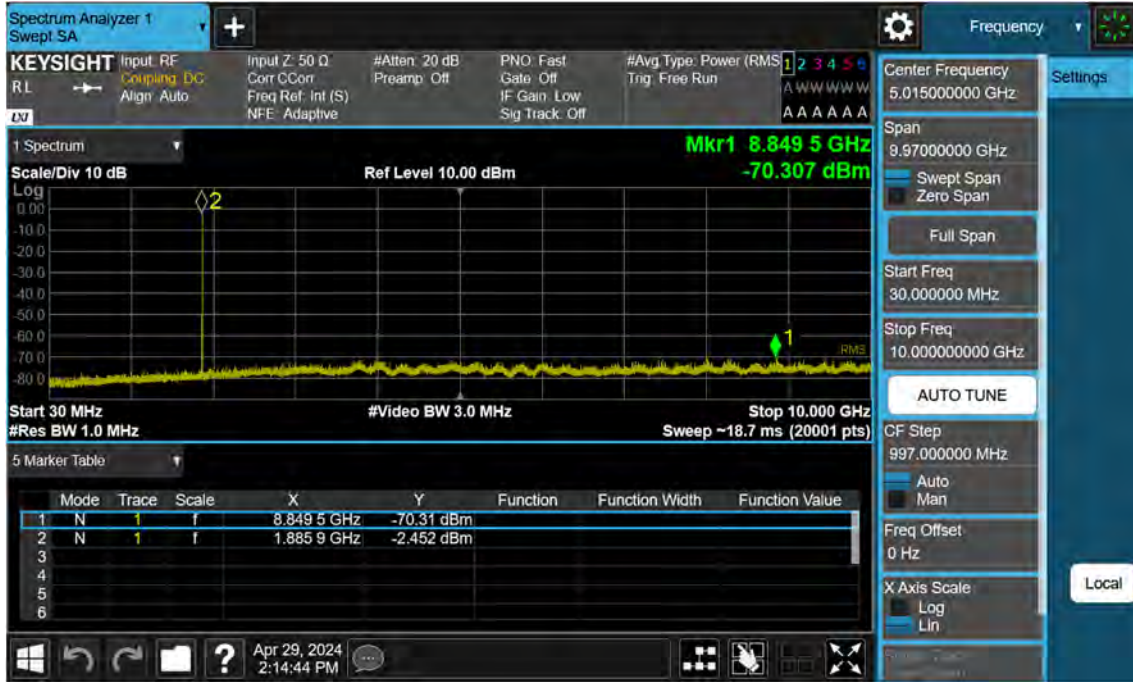 Spectrum Analyzer 1
Swept SA
+
Frequency
KEYSIGHT
RL
LXI
Input: RF
Coupling: DC
Align: Auto
Input Z: 50 Ω
Corr CCorr
Freq Ref: Int (S)
NFE: Adaptive
#Atten: 20 dB
Preamp: Off
PNO: Fast
Gate: Off
IF Gain: Low
Sig Track: Off
#Avg Type: Power (RMS
Trig: Free Run
1 2 3 4 5 6
A W W W W W
A A A A A A
1 Spectrum
Scale/Div 10 dB
Ref Level 10.00 dBm
Mkr1 8.849 5 GHz
-70.307 dBm
Log
0.00
-10.0
-20.0
-30.0
-40.0
-50.0
-60.0
-70.0
-80.0
2
1
RMS
Start 30 MHz
#Video BW 3.0 MHz
Stop 10.000 GHz
#Res BW 1.0 MHz
Sweep ~18.7 ms (20001 pts)
5 Marker Table
Mode Trace Scale X Y Function Function Width Function Value
1 N 1 f 8.849 5 GHz -70.31 dBm
2 N 1 f 1.885 9 GHz -2.452 dBm
3
4
5
6
?
Apr 29, 2024
2:14:44 PM
Center Frequency
5.015000000 GHz
Span
9.97000000 GHz
Swept Span
Zero Span
Full Span
Start Freq
30.000000 MHz
Stop Freq
10.000000000 GHz
AUTO TUNE
CF Step
997.000000 MHz
Auto
Man
Freq Offset
0 Hz
X Axis Scale
Log
Lin
Settings
Local